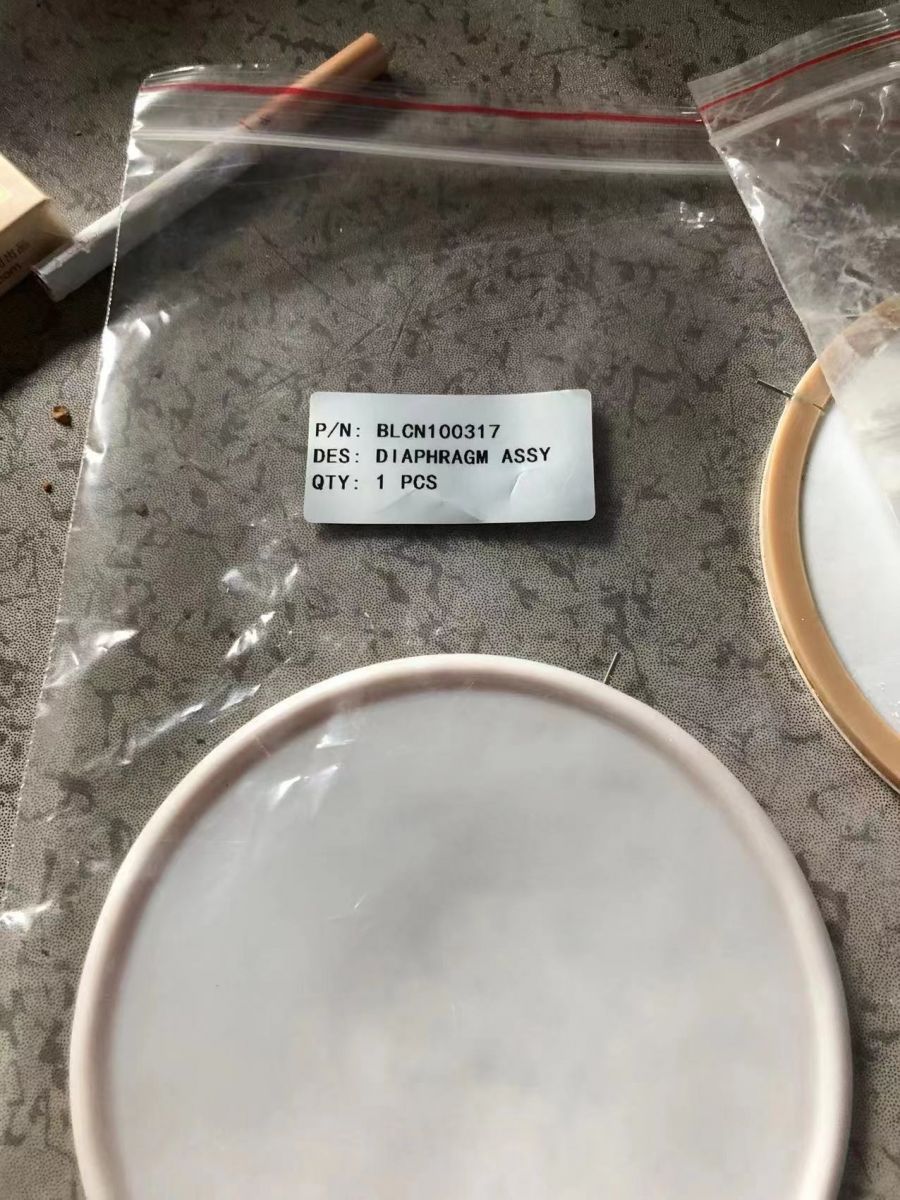 P/N: BLCN100317
DES: DIAPHRAGM ASSY
QTY: 1 PCS